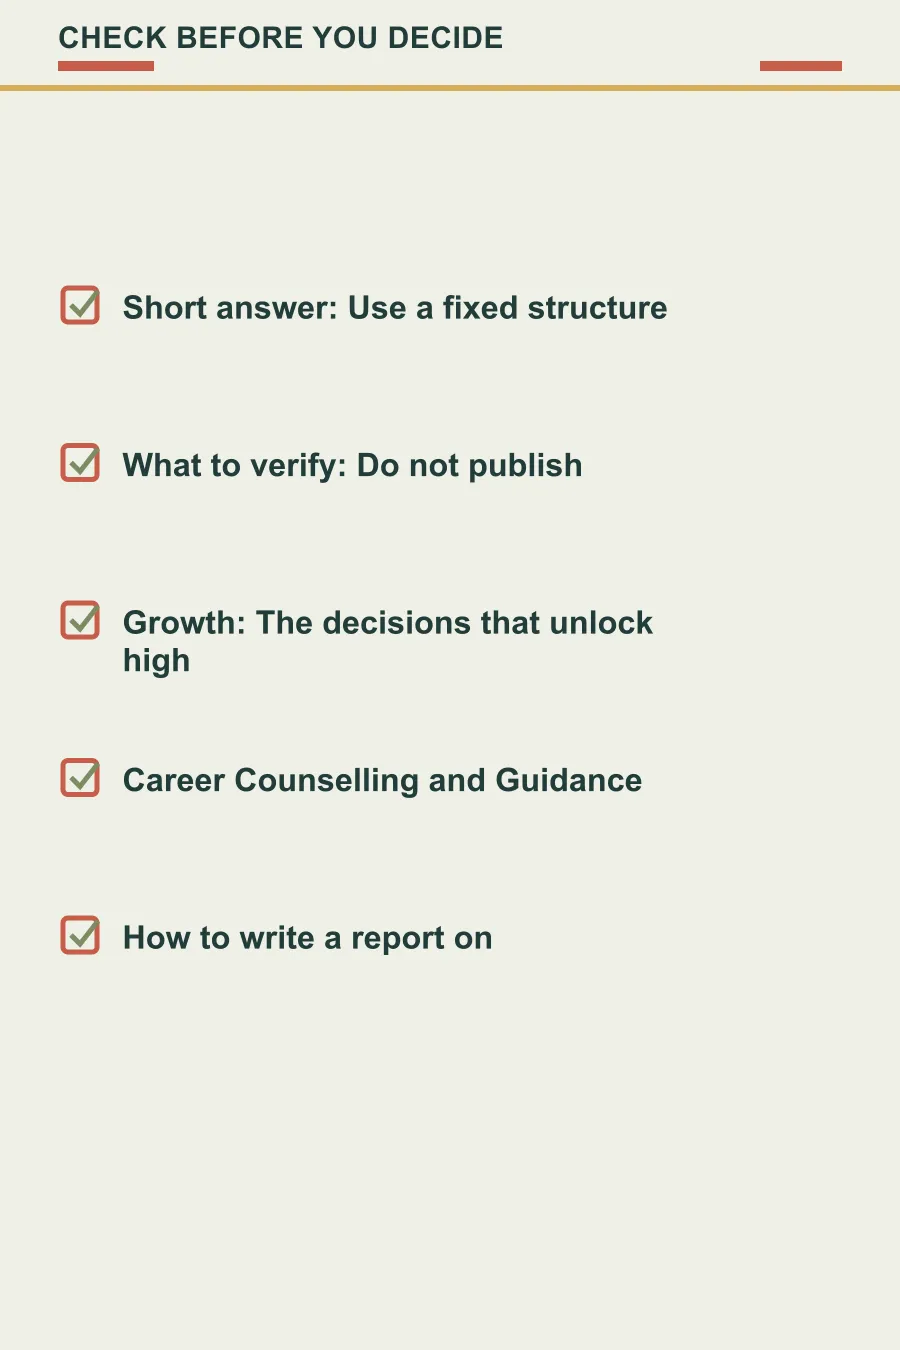 CHECK BEFORE YOU DECIDE
Short answer: Use a fixed structure
What to verify: Do not publish
Growth: The decisions that unlock
high
Career Counselling and Guidance
How to write a report on